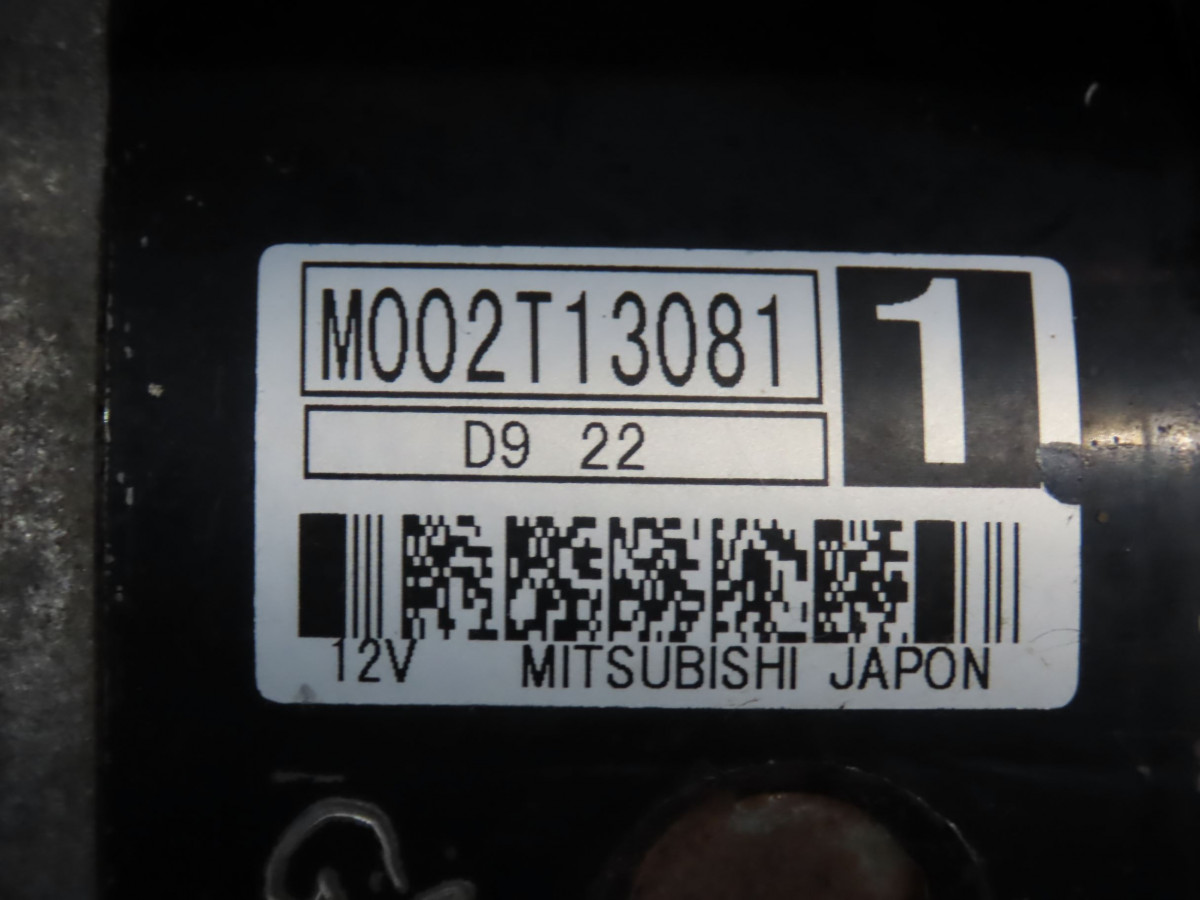 M002T13081
1
D9 22
12V MITSUBISHI JAPON